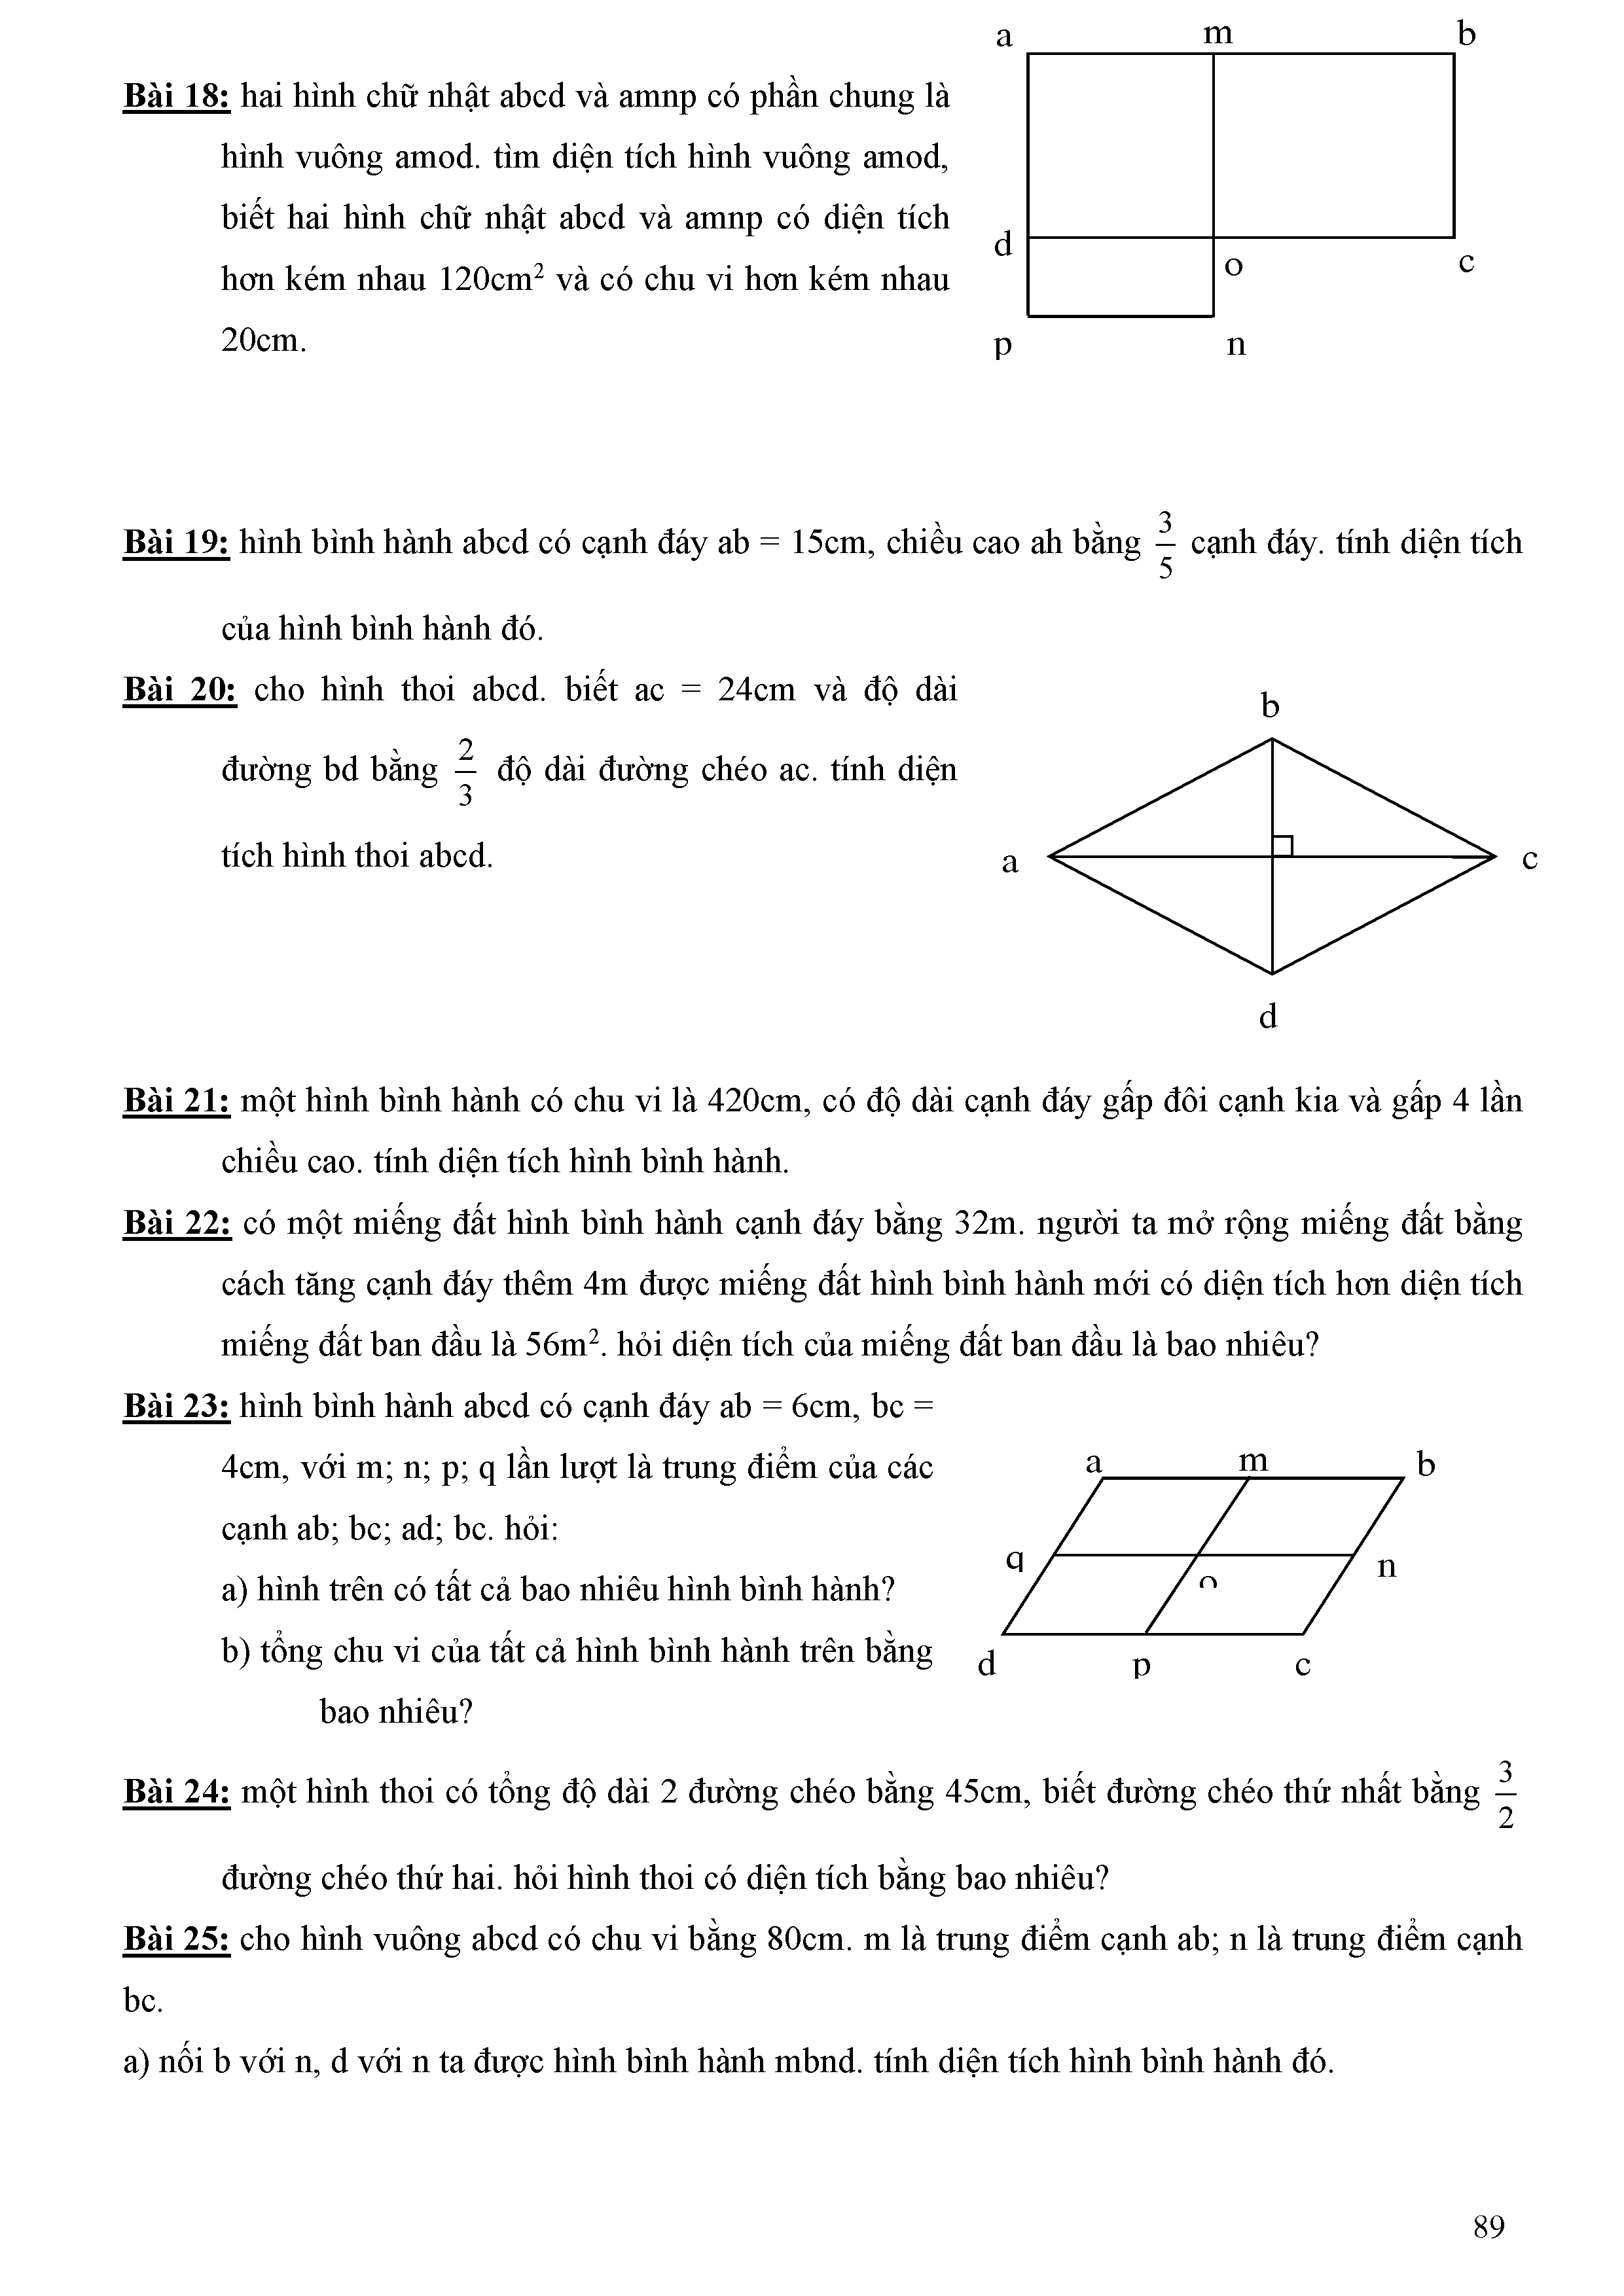 a m b
Bài 18: hai hình chữ nhật abcd và amnp có phần chung là
hình vuông amod. tìm diện tích hình vuông amod,
biết hai hình chữ nhật abcd và amnp có diện tích
hơn kém nhau 120cm² và có chu vi hơn kém nhau
20cm.
d o c
p n
Bài 19: hình bình hành abcd có cạnh đáy ab = 15cm, chiều cao ah bằng 3/5 cạnh đáy. tính diện tích
của hình bình hành đó.
Bài 20: cho hình thoi abcd. biết ac = 24cm và độ dài
đường bd bằng 2/3 độ dài đường chéo ac. tính diện
tích hình thoi abcd.
b
a c
d
Bài 21: một hình bình hành có chu vi là 420cm, có độ dài cạnh đáy gấp đôi cạnh kia và gấp 4 lần
chiều cao. tính diện tích hình bình hành.
Bài 22: có một miếng đất hình bình hành cạnh đáy bằng 32m. người ta mở rộng miếng đất bằng
cách tăng cạnh đáy thêm 4m được miếng đất hình bình hành mới có diện tích hơn diện tích
miếng đất ban đầu là 56m². hỏi diện tích của miếng đất ban đầu là bao nhiêu?
Bài 23: hình bình hành abcd có cạnh đáy ab = 6cm, bc =
4cm, với m; n; p; q lần lượt là trung điểm của các
cạnh ab; bc; ad; bc. hỏi:
a) hình trên có tất cả bao nhiêu hình bình hành?
b) tổng chu vi của tất cả hình bình hành trên bằng
bao nhiêu?
a m b
q o n
d p c
Bài 24: một hình thoi có tổng độ dài 2 đường chéo bằng 45cm, biết đường chéo thứ nhất bằng 3/2
đường chéo thứ hai. hỏi hình thoi có diện tích bằng bao nhiêu?
Bài 25: cho hình vuông abcd có chu vi bằng 80cm. m là trung điểm cạnh ab; n là trung điểm cạnh
bc.
a) nối b với n, d với n ta được hình bình hành mbnd. tính diện tích hình bình hành đó.
89